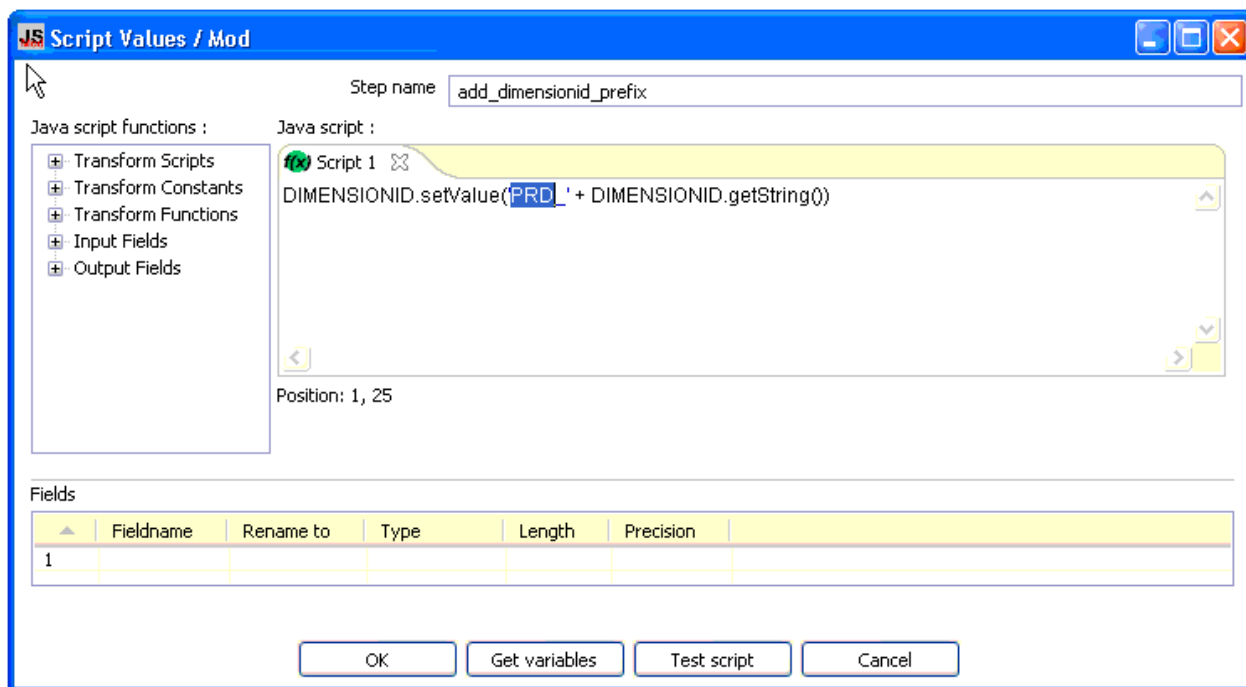 JS Script Values / Mod
Step name add_dimensionid_prefix
Java script functions : Java script :
Transform Scripts
Transform Constants
Transform Functions
Input Fields
Output Fields
f(x) Script 1
DIMENSIONID.setValue('PRD_' + DIMENSIONID.getString())
Position: 1, 25
Fields
Fieldname Rename to Type Length Precision
1
OK Get variables Test script Cancel